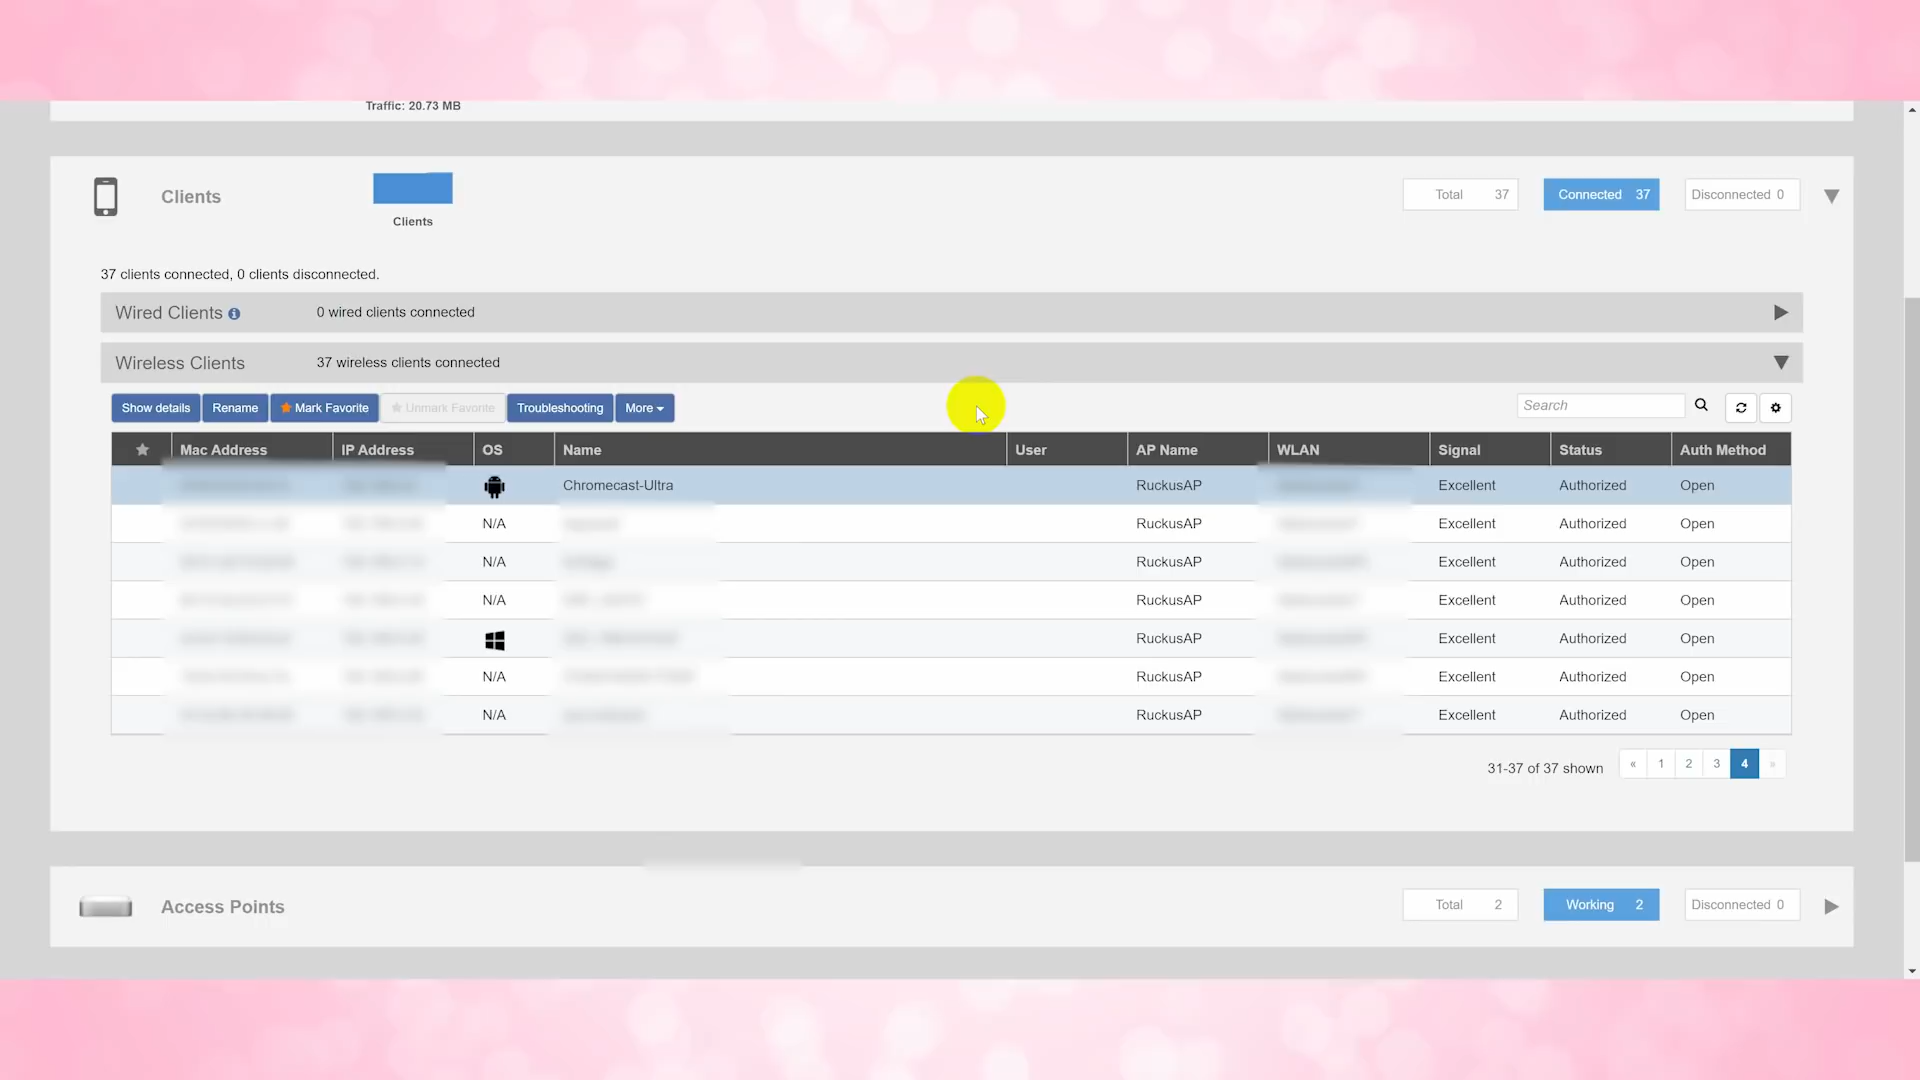 Traffic: 20.73 MB
Clients
Clients
Total 37
Connected 37
Disconnected 0
37 clients connected, 0 clients disconnected.
Wired Clients 0 wired clients connected
Wireless Clients 37 wireless clients connected
Show details Rename Mark Favorite Unmark Favorite Troubleshooting More Search
Mac Address IP Address OS Name User AP Name WLAN Signal Status Auth Method
Chromecast-Ultra RuckusAP Excellent Authorized Open
N/A RuckusAP Excellent Authorized Open
N/A RuckusAP Excellent Authorized Open
N/A RuckusAP Excellent Authorized Open
RuckusAP Excellent Authorized Open
N/A RuckusAP Excellent Authorized Open
N/A RuckusAP Excellent Authorized Open
31-37 of 37 shown « 1 2 3 4 »
Access Points Total 2 Working 2 Disconnected 0